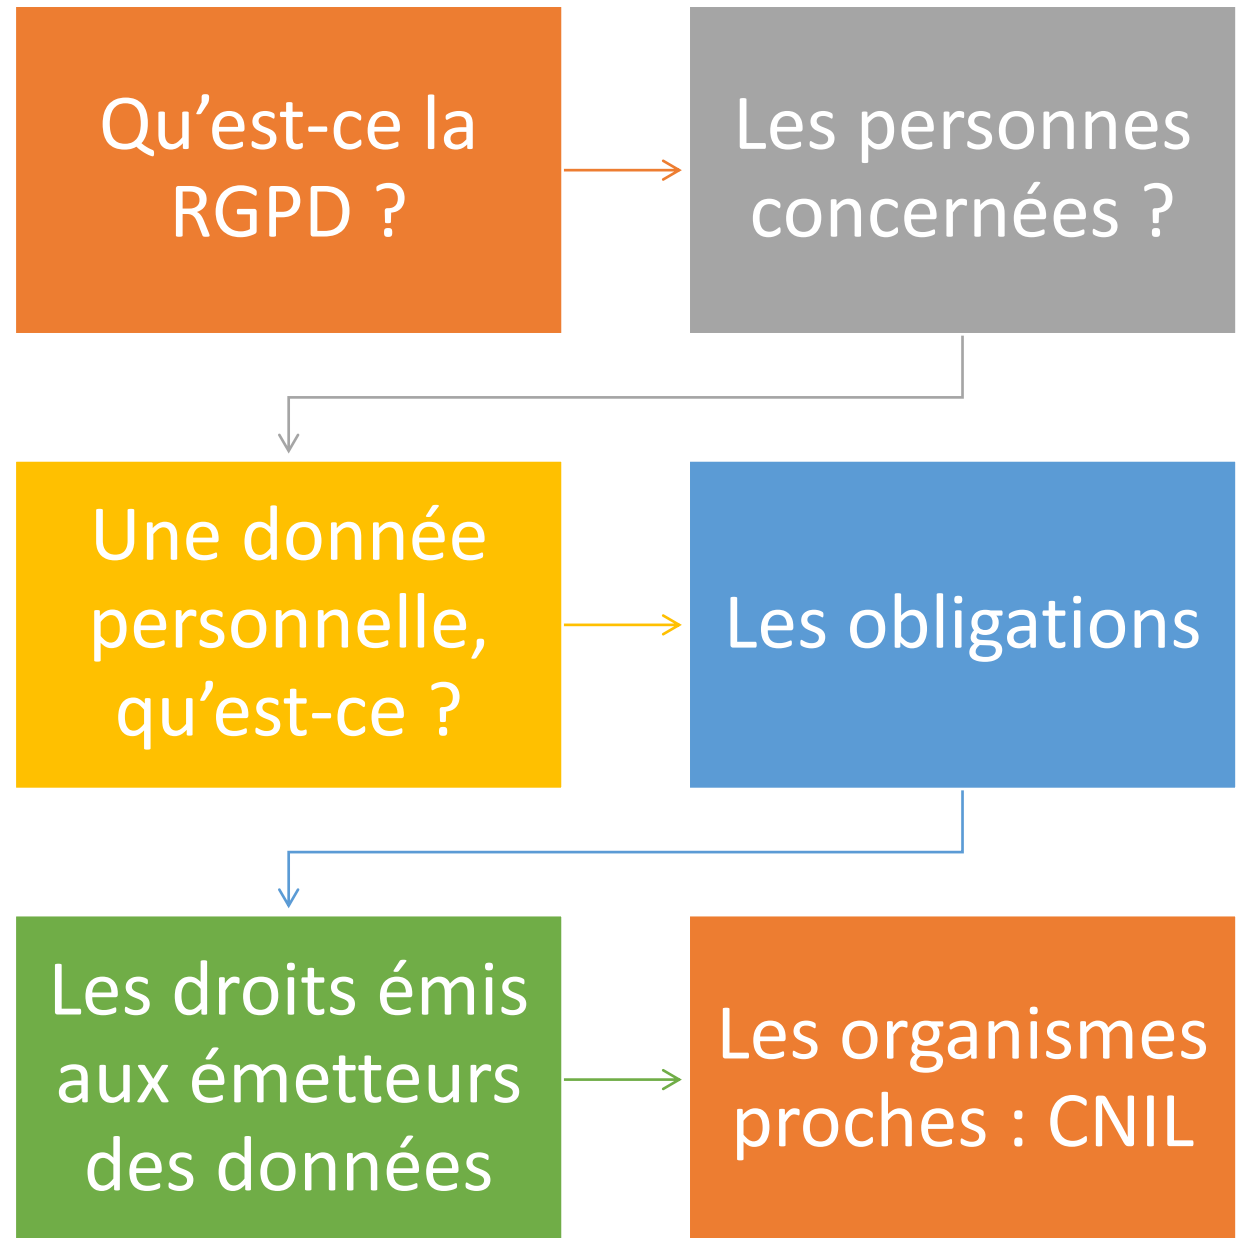 Qu’est-ce la
RGPD ?
Les personnes
concernées ?
Une donnée
personnelle,
qu’est-ce ?
Les obligations
Les droits émis
aux émetteurs
des données
Les organismes
proches : CNIL